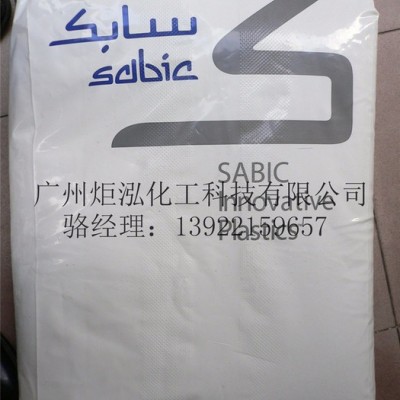 سابك
sabic
SABIC
Innovative
Plastics
广州炬泓化工科技有限公司
骆经理：13922159657